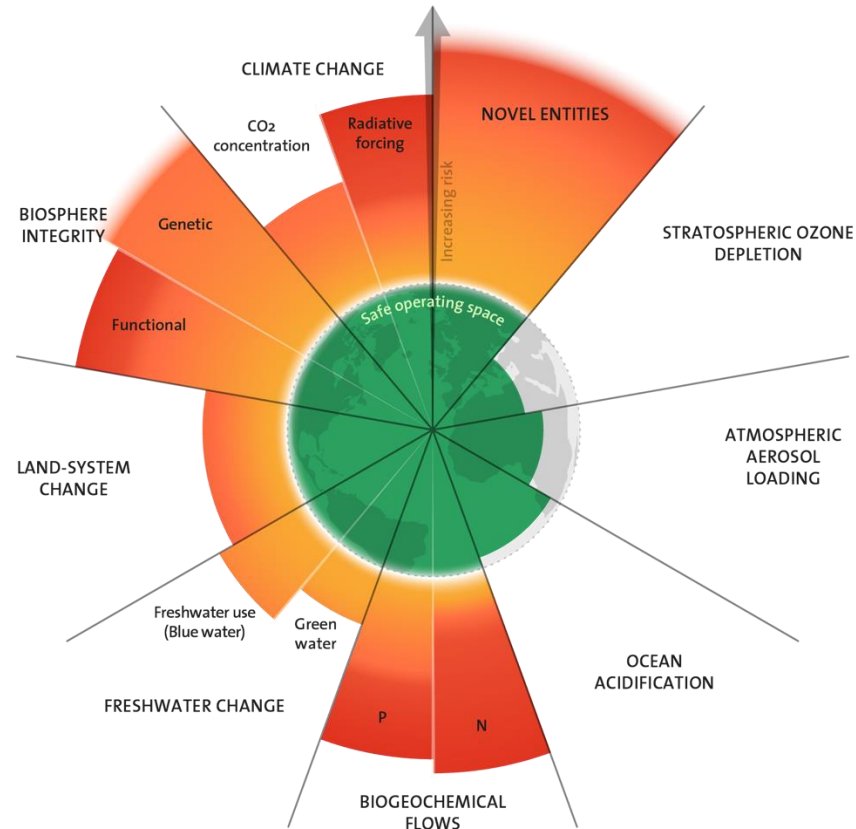 CLIMATE CHANGE
CO2
concentration
Radiative
forcing
NOVEL ENTITIES
Increasing risk
BIOSPHERE
INTEGRITY
Genetic
Functional
STRATOSPHERIC OZONE
DEPLETION
Safe operating space
LAND-SYSTEM
CHANGE
ATMOSPHERIC
AEROSOL
LOADING
Freshwater use
(Blue water)
Green
water
FRESHWATER CHANGE
OCEAN
ACIDIFICATION
P
N
BIOGEOCHEMICAL
FLOWS